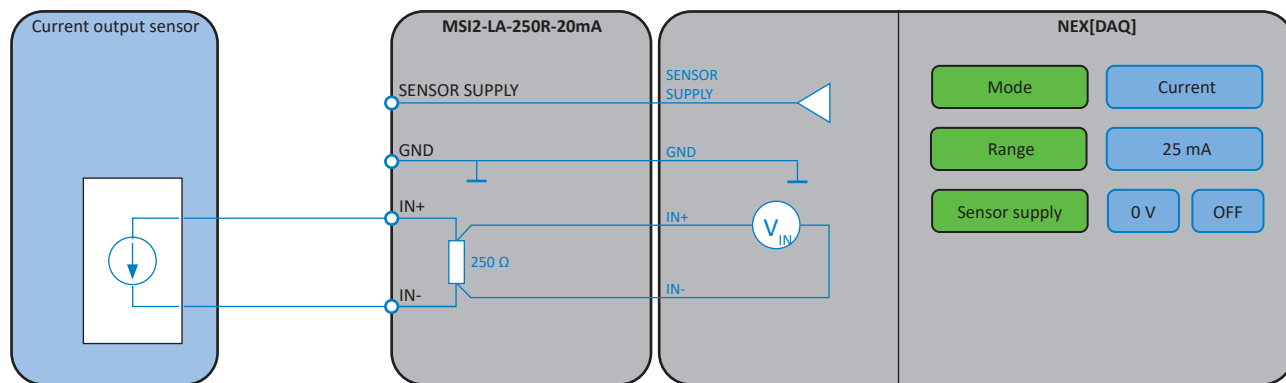 Current output sensor
MSI2-LA-250R-20mA
NEX[DAQ]
SENSOR SUPPLY
SENSOR
SUPPLY
GND
GND
IN+
IN+
V IN
250 Ω
IN-
IN-
Mode
Current
Range
25 mA
Sensor supply
0 V
OFF